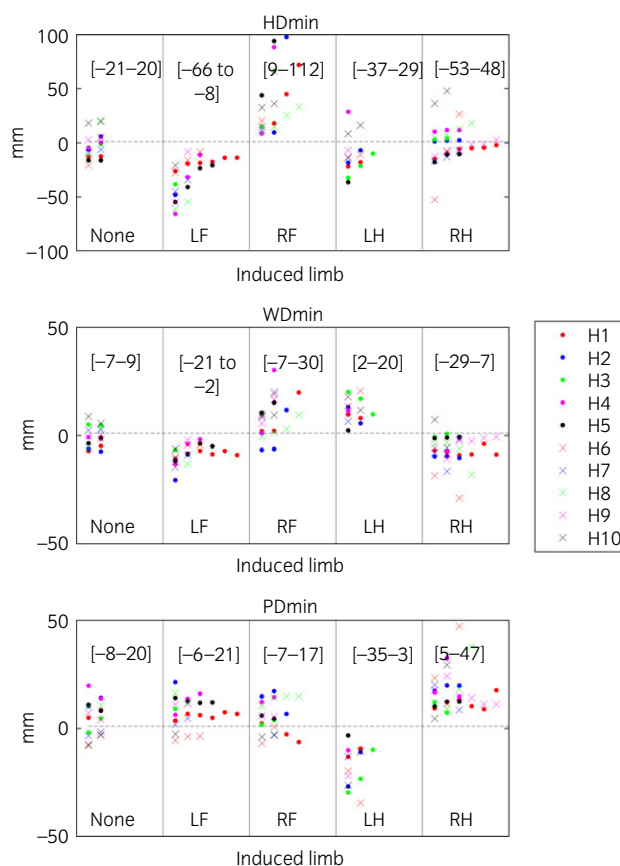 HDmin
100
50
0
−50
−100
mm
[−21–20]
[−66 to
−8]
[9–112]
[−37–29]
[−53–48]
None
LF
RF
LH
RH
Induced limb
WDmin
50
0
−50
mm
[−7–9]
[−21 to
−2]
[−7–30]
[2–20]
[−29–7]
None
LF
RF
LH
RH
Induced limb
H1
H2
H3
H4
H5
H6
H7
H8
H9
H10
PDmin
50
0
−50
mm
[−8–20]
[−6–21]
[−7–17]
[−35–3]
[5–47]
None
LF
RF
LH
RH
Induced limb